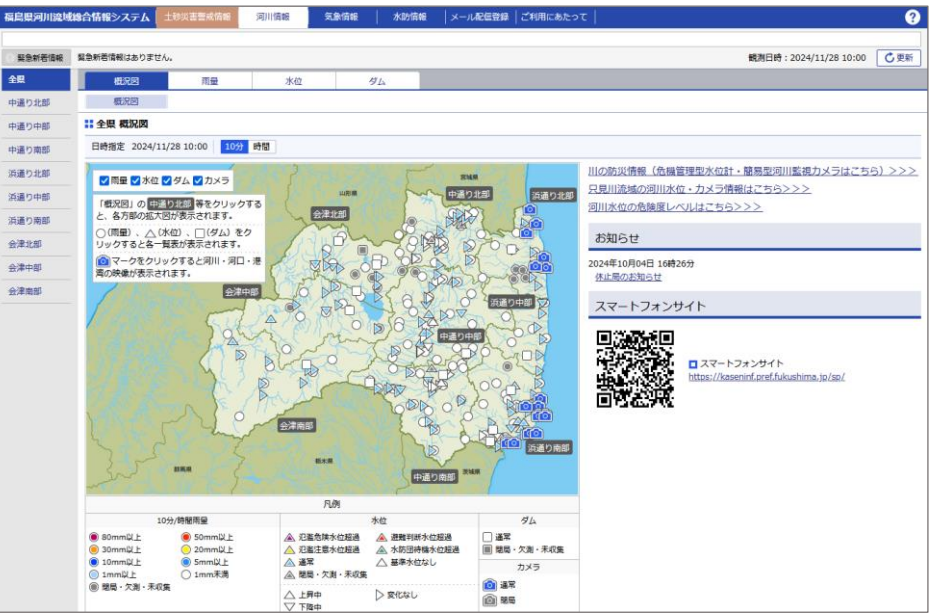 福島県河川流域総合情報システム 土砂災害警戒情報 河川情報 気象情報 水防情報 メール配信登録 ご利用にあたって ?
緊急新着情報 緊急新着情報はありません。 観測日時：2024/11/28 10:00 更新
全県
中通り北部
中通り中部
中通り南部
浜通り北部
浜通り中部
浜通り南部
会津北部
会津中部
会津南部
概況図 雨量 水位 ダム
概況図
全県 概況図
日時指定 2024/11/28 10:00 10分 時間
雨量 水位 ダム カメラ
「概況図」の 中通り北部 等をクリックする
と、各方部の拡大図が表示されます。
○(雨量）、△(水位）、□(ダム）をク
リックすると各一覧表が表示されます。
マークをクリックすると河川・河口・港
湾の映像が表示されます。
宮城県
山形県
中通り北部
浜通り北部
会津北部
会津中部
浜通り中部
中通り中部
会津南部
浜通り南部
群馬県
栃木県
中通り南部
茨城県
凡例
10分/時間雨量
80mm以上 50mm以上
30mm以上 20mm以上
10mm以上 5mm以上
1mm以上 1mm未満
閉局・欠測・未収集
水位
氾濫危険水位超過 避難判断水位超過
氾濫注意水位超過 水防団待機水位超過
通常 基準水位なし
閉局・欠測・未収集
上昇中 変化なし
下降中
ダム
通常
閉局・欠測・未収集
カメラ
通常
閉局
川の防災情報（危機管理型水位計・簡易型河川監視カメラはこちら）>>>
只見川流域の河川水位・カメラ情報はこちら>>>
河川水位の危険度レベルはこちら>>>
お知らせ
2024年10月04日 16時26分
休止局のお知らせ
スマートフォンサイト
スマートフォンサイト
https://kaseninf.pref.fukushima.jp/sp/